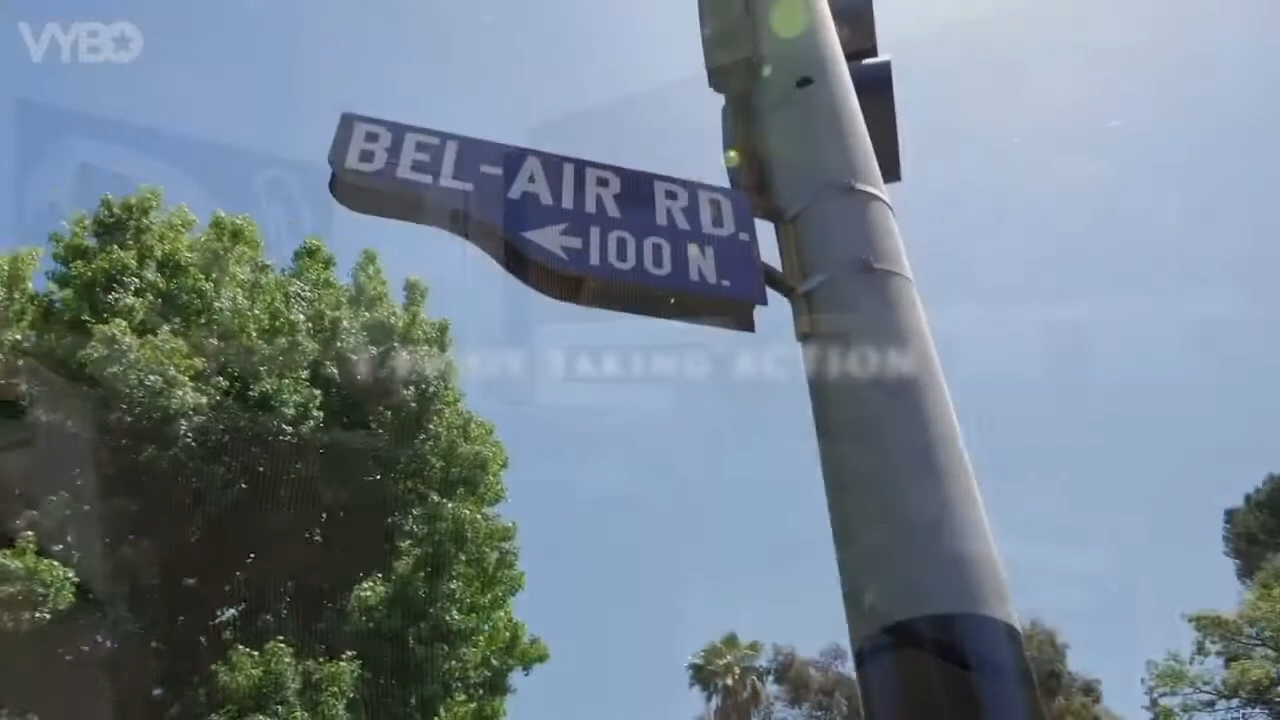 VYBO
BEL-AIR RD.
←100 N.
TAKING ACTION